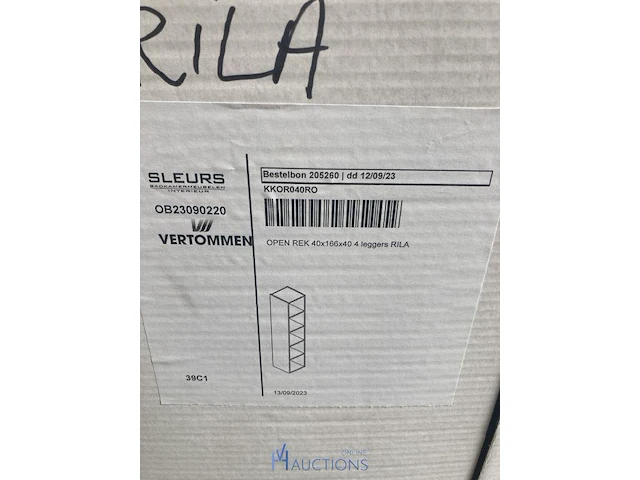 RILA
SLEURS
BADKAMERMEUBELEN
INTERIEUR
OB23090220
VERTOMMEN
Bestelbon 205260 | dd 12/09/23
KKOR040RO
OPEN REK 40x166x40 4 leggers RILA
39C1
13/09/2023
ONLINE
AUCTIONS